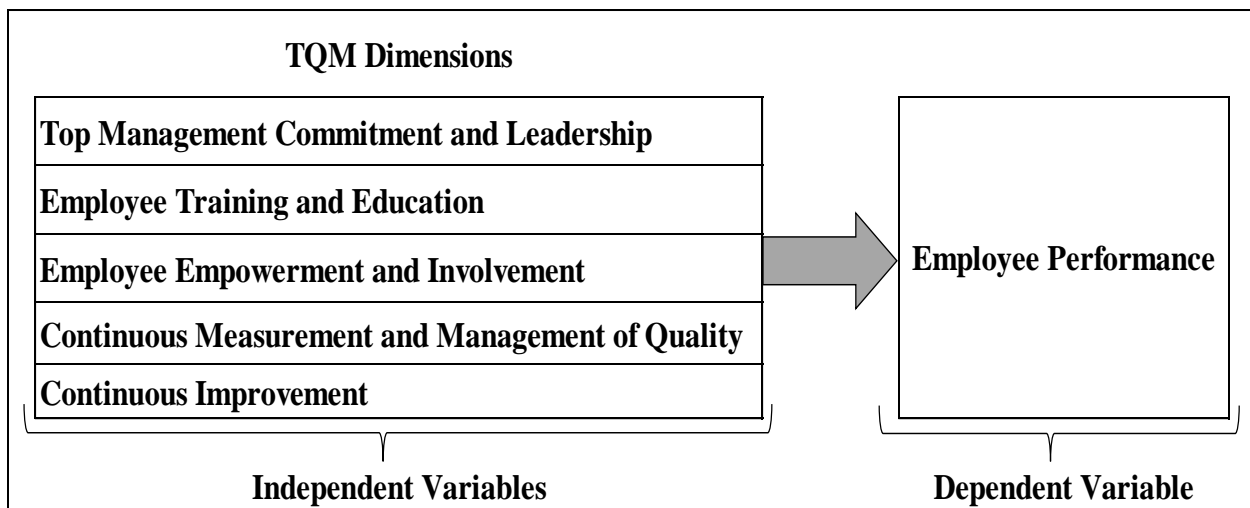 TQM Dimensions
Top Management Commitment and Leadership
Employee Training and Education
Employee Empowerment and Involvement
Continuous Measurement and Management of Quality
Continuous Improvement
Employee Performance
Independent Variables
Dependent Variable